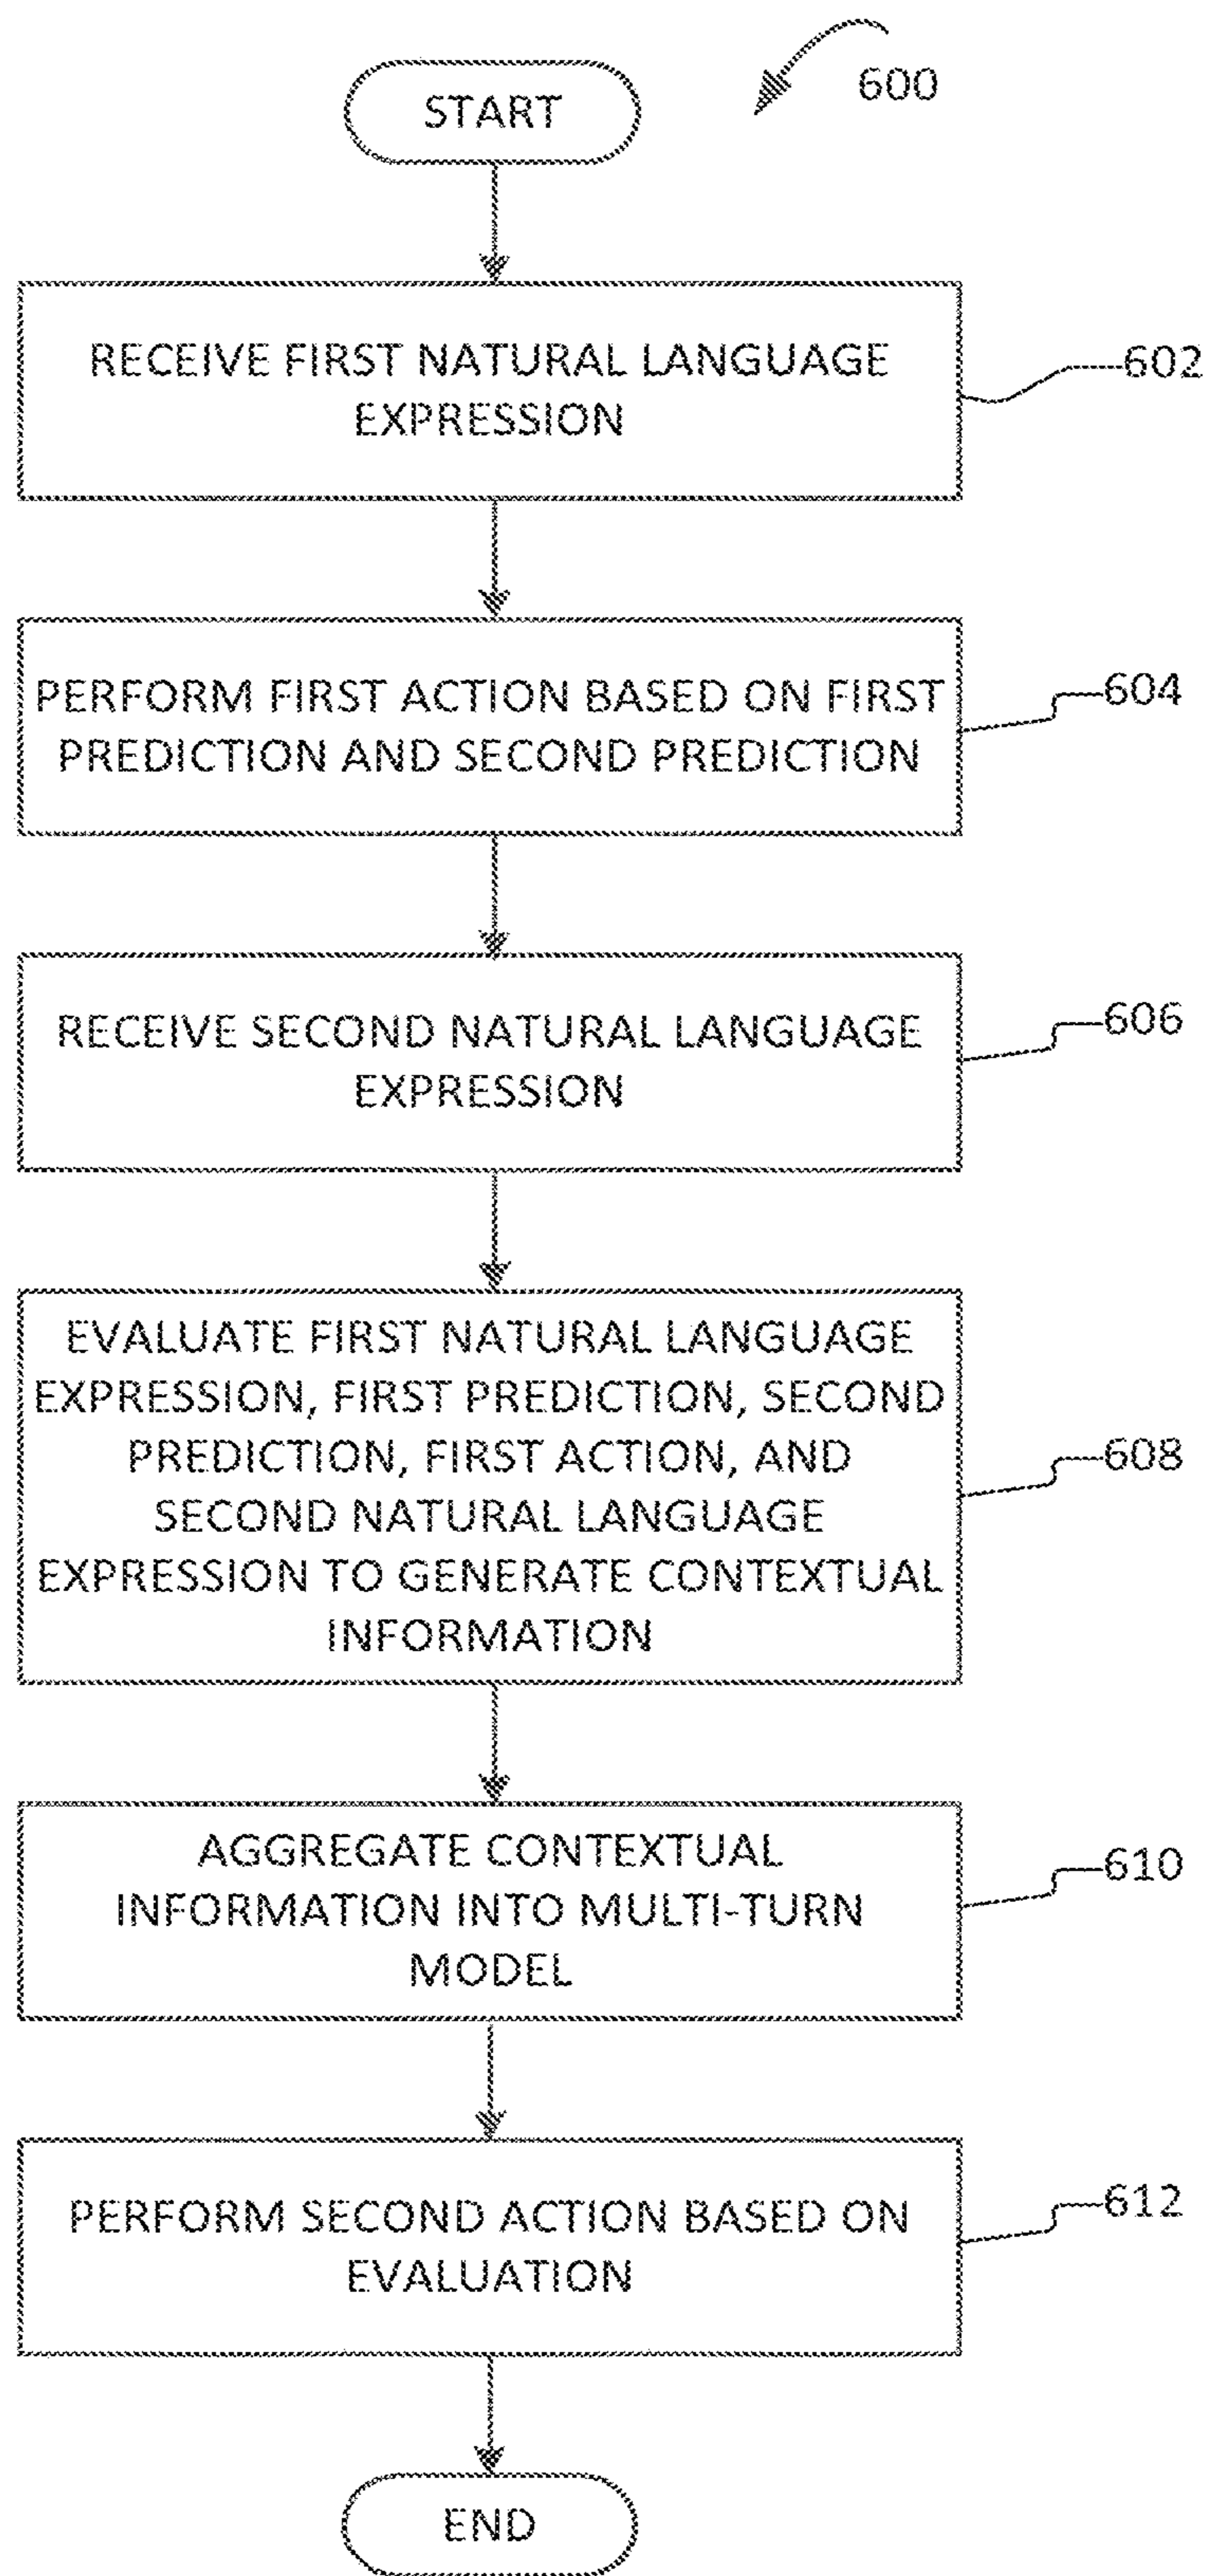 START
600
RECEIVE FIRST NATURAL LANGUAGE
EXPRESSION
602
PERFORM FIRST ACTION BASED ON FIRST
PREDICTION AND SECOND PREDICTION
604
RECEIVE SECOND NATURAL LANGUAGE
EXPRESSION
606
EVALUATE FIRST NATURAL LANGUAGE
EXPRESSION, FIRST PREDICTION, SECOND
PREDICTION, FIRST ACTION, AND
SECOND NATURAL LANGUAGE
EXPRESSION TO GENERATE CONTEXTUAL
INFORMATION
608
AGGREGATE CONTEXTUAL
INFORMATION INTO MULTI-TURN
MODEL
610
PERFORM SECOND ACTION BASED ON
EVALUATION
612
END